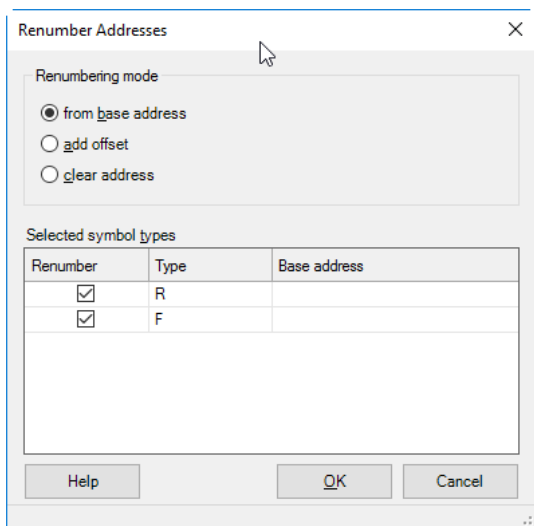 Renumber Addresses
Renumbering mode
from base address
add offset
clear address
Selected symbol types
Renumber Type Base address
R
F
Help OK Cancel